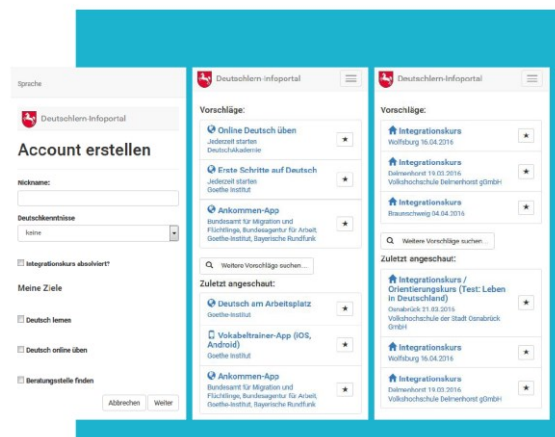 Sprache
Deutschlern-Infoportal
Account erstellen
Nickname:
Deutschkenntnisse
keine
Integrationskurs absolviert?
Meine Ziele
Deutsch lernen
Deutsch online üben
Beratungsstelle finden
Abbrechen Weiter
Deutschlern-Infoportal
Vorschläge:
Online Deutsch üben
Jederzeit starten
DeutschAkademie
Erste Schritte auf Deutsch
Jederzeit starten
Goethe Institut
Ankommen-App
Bundesamt für Migration und
Flüchtlinge, Bundesagentur für Arbeit,
Goethe-Institut, Bayerische Rundfunk
Weitere Vorschläge suchen...
Zuletzt angeschaut:
Deutsch am Arbeitsplatz
Goethe-Institut
Vokabeltrainer-App (iOS,
Android)
Goethe Institut
Ankommen-App
Bundesamt für Migration und
Flüchtlinge, Bundesagentur für Arbeit,
Goethe-Institut, Bayerische Rundfunk
Deutschlern-Infoportal
Vorschläge:
Integrationskurs
Wolfsburg 16.04.2016
Integrationskurs
Delmenhorst 19.03.2016
Volkshochschule Delmenhorst gGmbH
Integrationskurs
Braunschweig 04.04.2016
Weitere Vorschläge suchen...
Zuletzt angeschaut:
Integrationskurs /
Orientierungskurs (Test: Leben
in Deutschland)
Osnabrück 21.03.2016
Volkshochschule der Stadt Osnabrück
GmbH
Integrationskurs
Wolfsburg 16.04.2016
Integrationskurs
Delmenhorst 19.03.2016
Volkshochschule Delmenhorst gGmbH